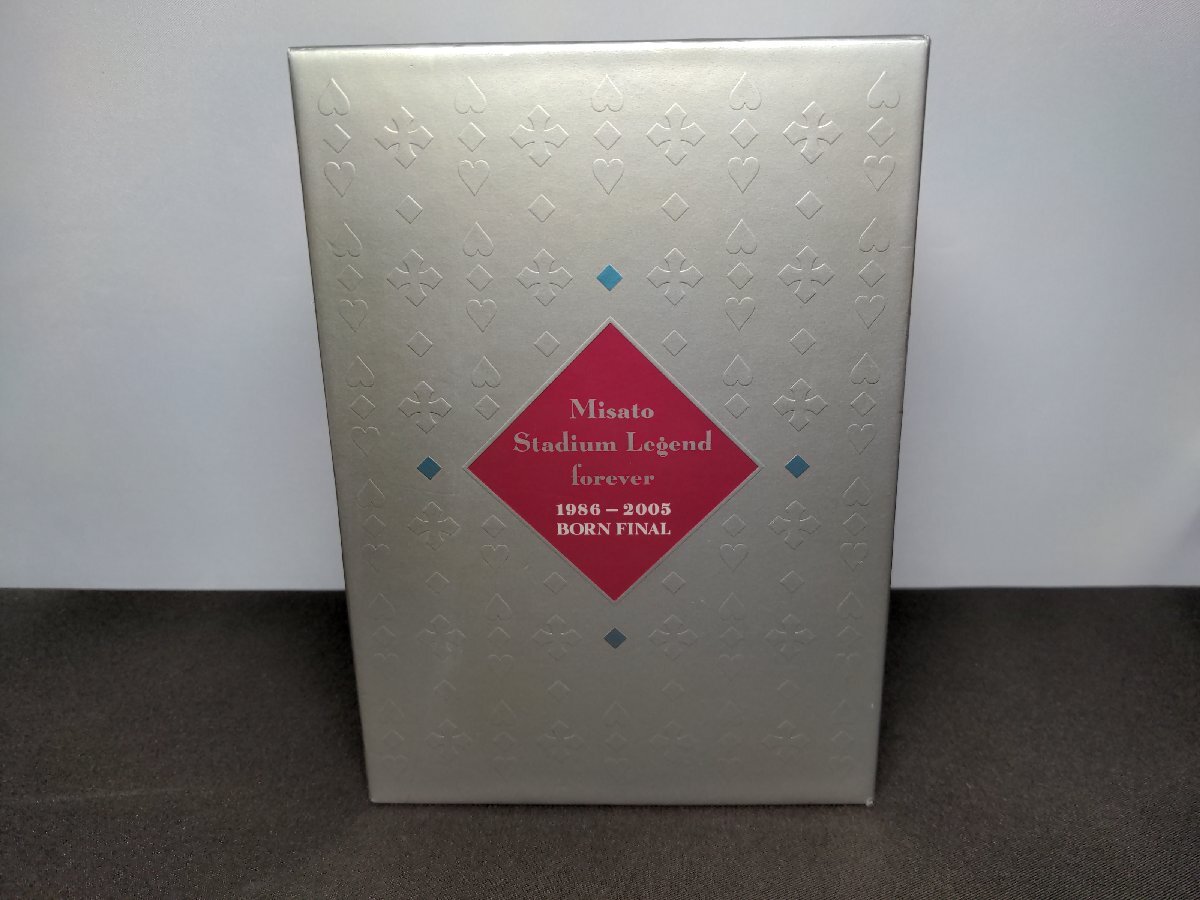 Misato
Stadium Legend
forever
1986 – 2005
BORN FINAL